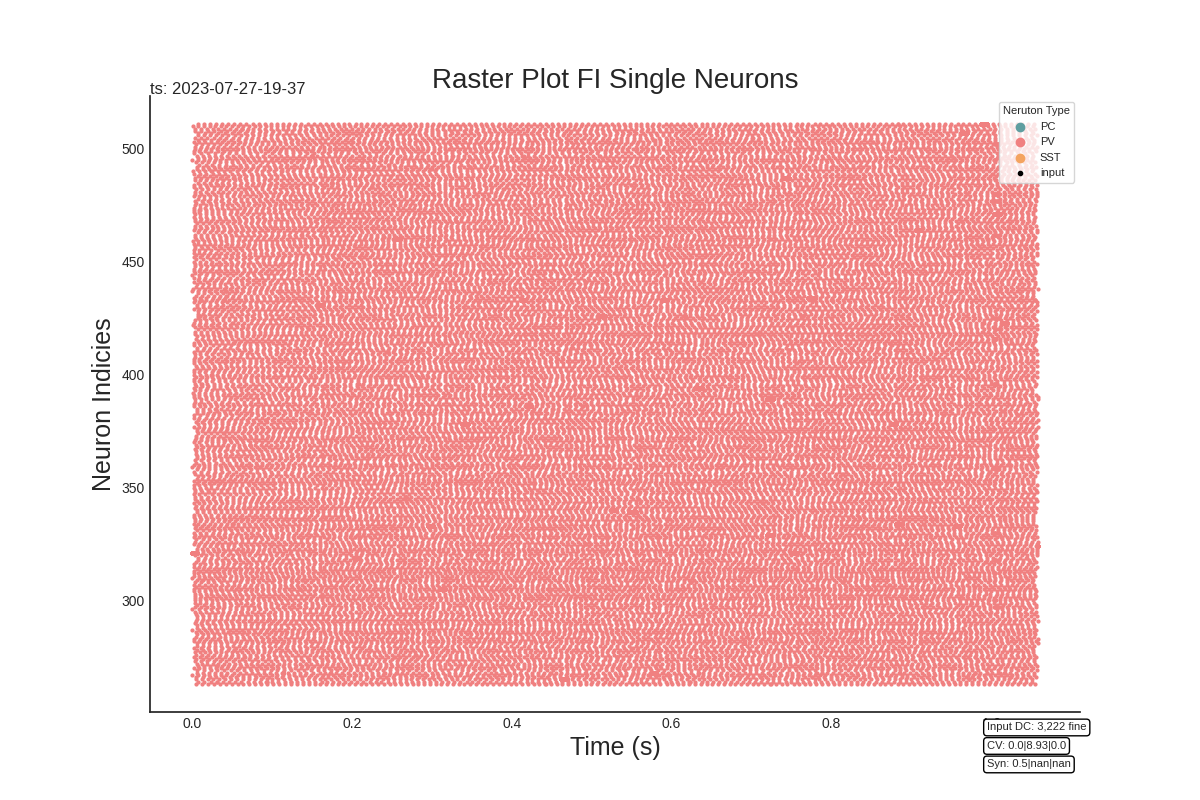 Raster Plot FI Single Neurons
ts: 2023-07-27-19-37
Neruton Type
PC
PV
SST
input
Neuron Indicies
500
450
400
350
300
0.0 0.2 0.4 0.6 0.8
Time (s)
Input DC: 3,222 fine
CV: 0.0|8.93|0.0
Syn: 0.5|nan|nan